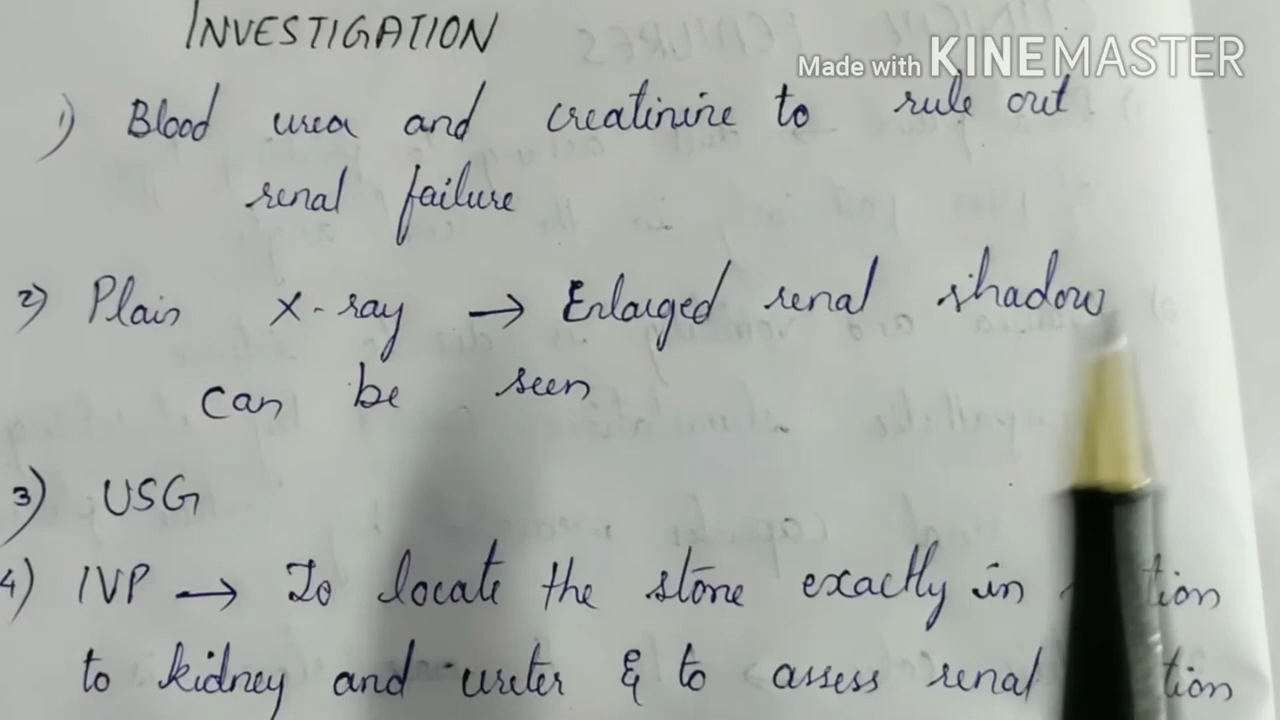 INVESTIGATION
Made with KINEMASTER
1) Blood urea and creatinine to rule out
renal failure
2) Plain X-ray → Enlarged renal shadow
can be seen
3) USG
4) IVP → To locate the stone exactly in
to kidney and ureter & to assess renal